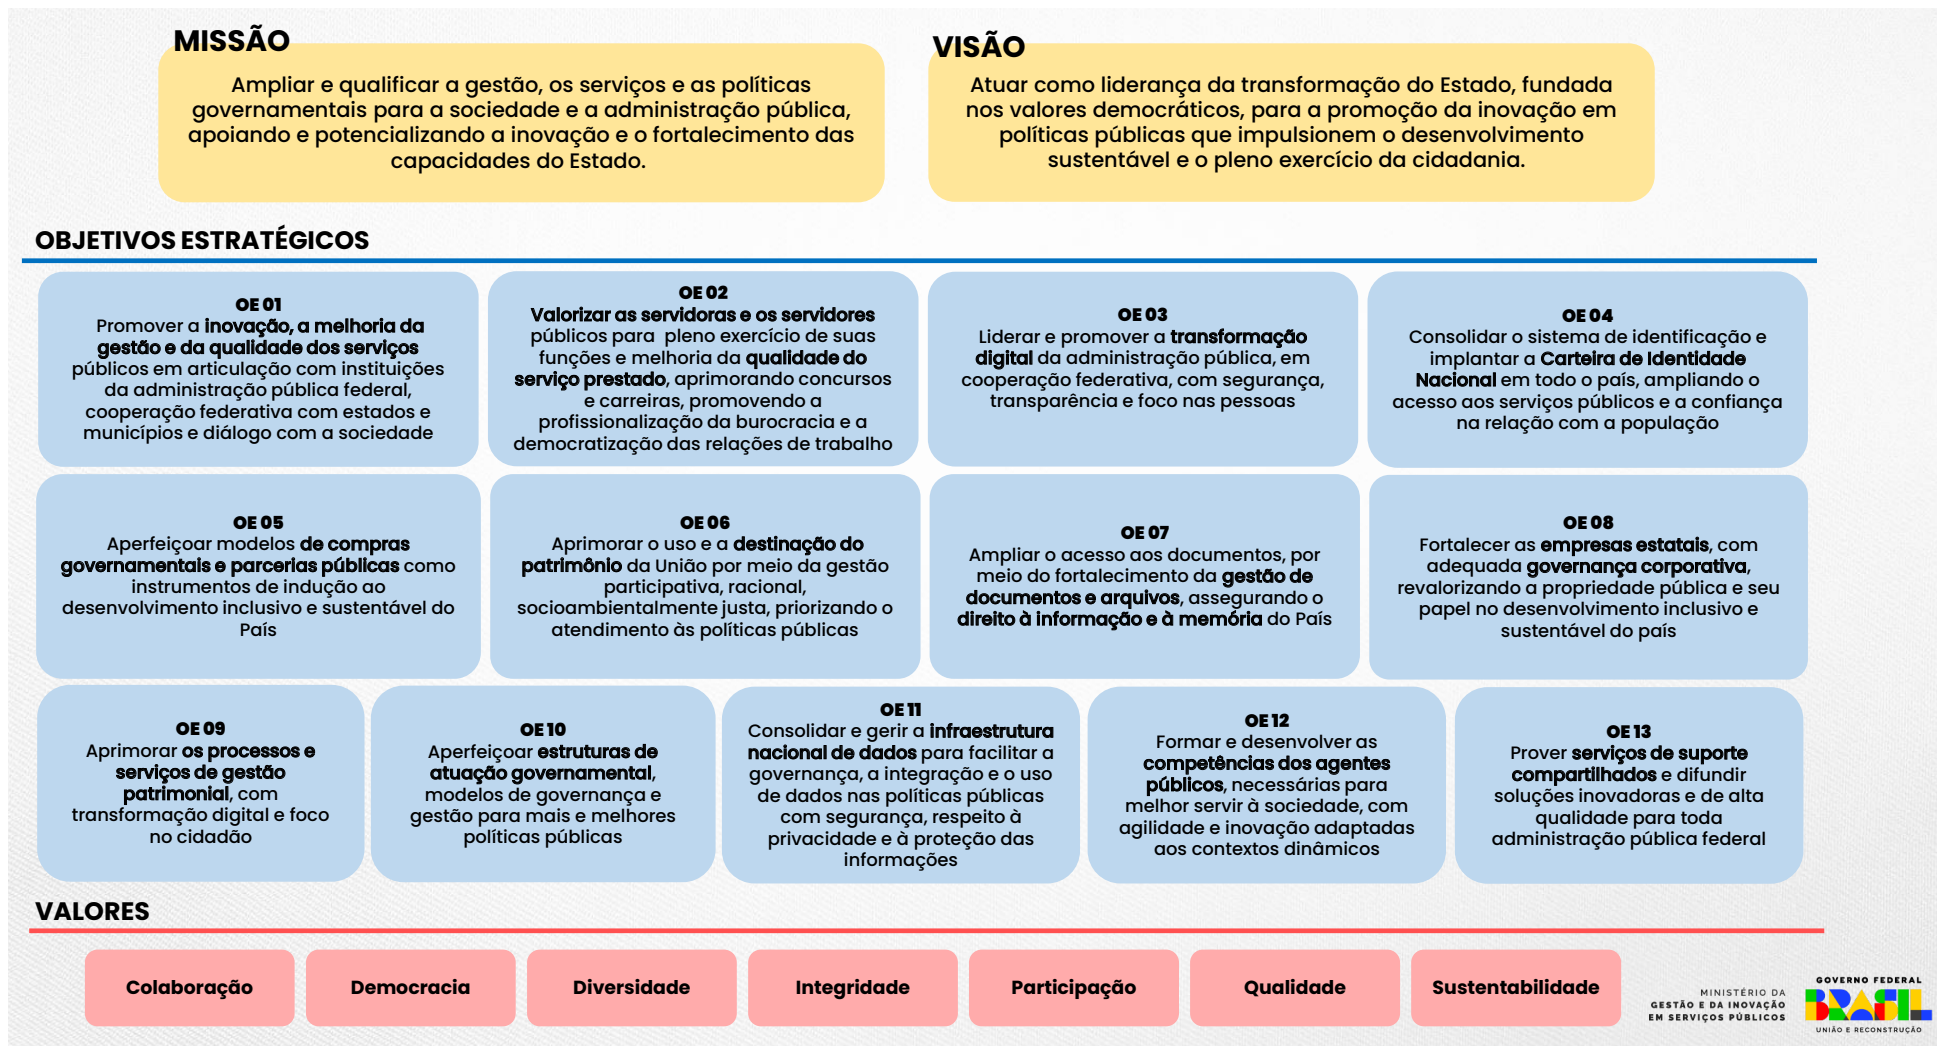 MISSÃO
Ampliar e qualificar a gestão, os serviços e as políticas
governamentais para a sociedade e a administração pública,
apoiando e potencializando a inovação e o fortalecimento das
capacidades do Estado.
VISÃO
Atuar como liderança da transformação do Estado, fundada
nos valores democráticos, para a promoção da inovação em
políticas públicas que impulsionem o desenvolvimento
sustentável e o pleno exercício da cidadania.
OBJETIVOS ESTRATÉGICOS
OE 01
Promover a inovação, a melhoria da
gestão e da qualidade dos serviços
públicos em articulação com instituições
da administração pública federal,
cooperação federativa com estados e
municípios e diálogo com a sociedade
OE 02
Valorizar as servidoras e os servidores
públicos para pleno exercício de suas
funções e melhoria da qualidade do
serviço prestado, aprimorando concursos
e carreiras, promovendo a
profissionalização da burocracia e a
democratização das relações de trabalho
OE 03
Liderar e promover a transformação
digital da administração pública, em
cooperação federativa, com segurança,
transparência e foco nas pessoas
OE 04
Consolidar o sistema de identificação e
implantar a Carteira de Identidade
Nacional em todo o país, ampliando o
acesso aos serviços públicos e a confiança
na relação com a população
OE 05
Aperfeiçoar modelos de compras
governamentais e parcerias públicas como
instrumentos de indução ao
desenvolvimento inclusivo e sustentável do
País
OE 06
Aprimorar o uso e a destinação do
patrimônio da União por meio da gestão
participativa, racional,
socioambientalmente justa, priorizando o
atendimento às políticas públicas
OE 07
Ampliar o acesso aos documentos, por
meio do fortalecimento da gestão de
documentos e arquivos, assegurando o
direito à informação e à memória do País
OE 08
Fortalecer as empresas estatais, com
adequada governança corporativa,
revalorizando a propriedade pública e seu
papel no desenvolvimento inclusivo e
sustentável do país
OE 09
Aprimorar os processos e
serviços de gestão
patrimonial, com
transformação digital e foco
no cidadão
OE 10
Aperfeiçoar estruturas de
atuação governamental,
modelos de governança e
gestão para mais e melhores
políticas públicas
OE 11
Consolidar e gerir a infraestrutura
nacional de dados para facilitar a
governança, a integração e o uso
de dados nas políticas públicas
com segurança, respeito à
privacidade e à proteção das
informações
OE 12
Formar e desenvolver as
competências dos agentes
públicos, necessárias para
melhor servir à sociedade, com
agilidade e inovação adaptadas
aos contextos dinâmicos
OE 13
Prover serviços de suporte
compartilhados e difundir
soluções inovadoras e de alta
qualidade para toda
administração pública federal
VALORES
Colaboração
Democracia
Diversidade
Integridade
Participação
Qualidade
Sustentabilidade
MINISTÉRIO DA
GESTÃO E DA INOVAÇÃO
EM SERVIÇOS PÚBLICOS
GOVERNO FEDERAL
BRASIL
UNIÃO E RECONSTRUÇÃO